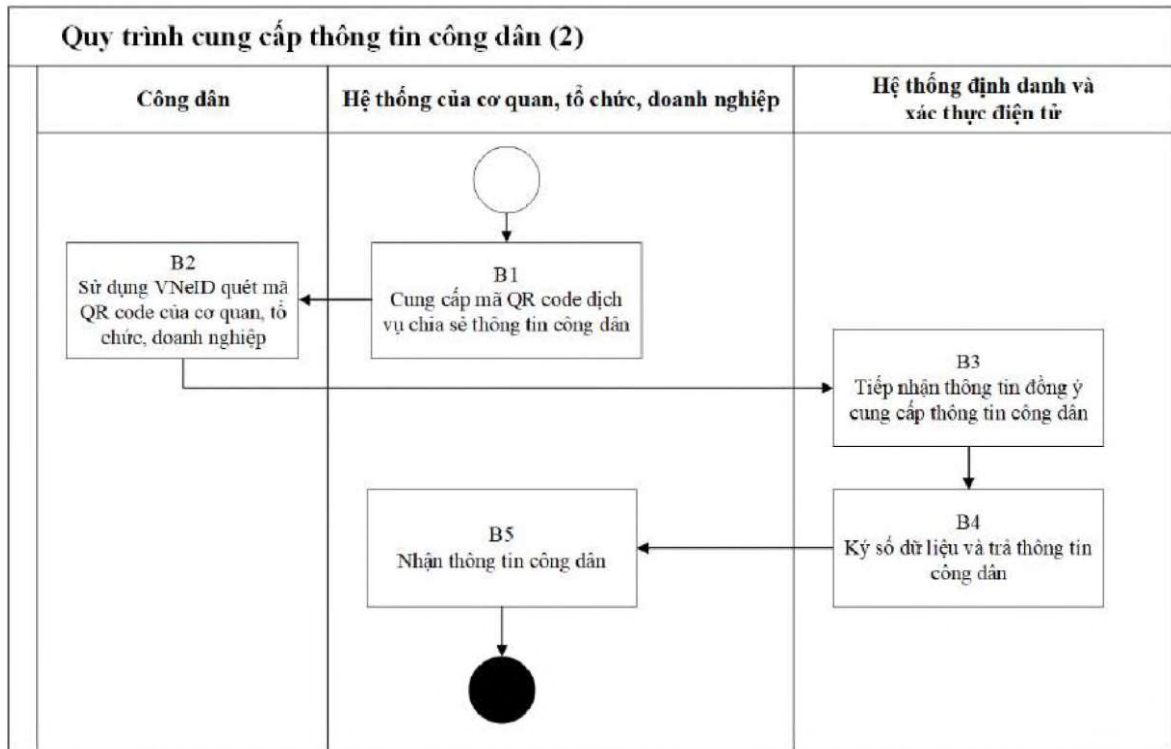 Quy trình cung cấp thông tin công dân (2)
Công dân
Hệ thống của cơ quan, tổ chức, doanh nghiệp
Hệ thống định danh và
xác thực điện tử
B1
Cung cấp mã QR code dịch
vụ chia sẻ thông tin công dân
B2
Sử dụng VNeID quét mã
QR code của cơ quan, tổ
chức, doanh nghiệp
B3
Tiếp nhận thông tin đồng ý
cung cấp thông tin công dân
B4
Ký số dữ liệu và trả thông tin
công dân
B5
Nhận thông tin công dân